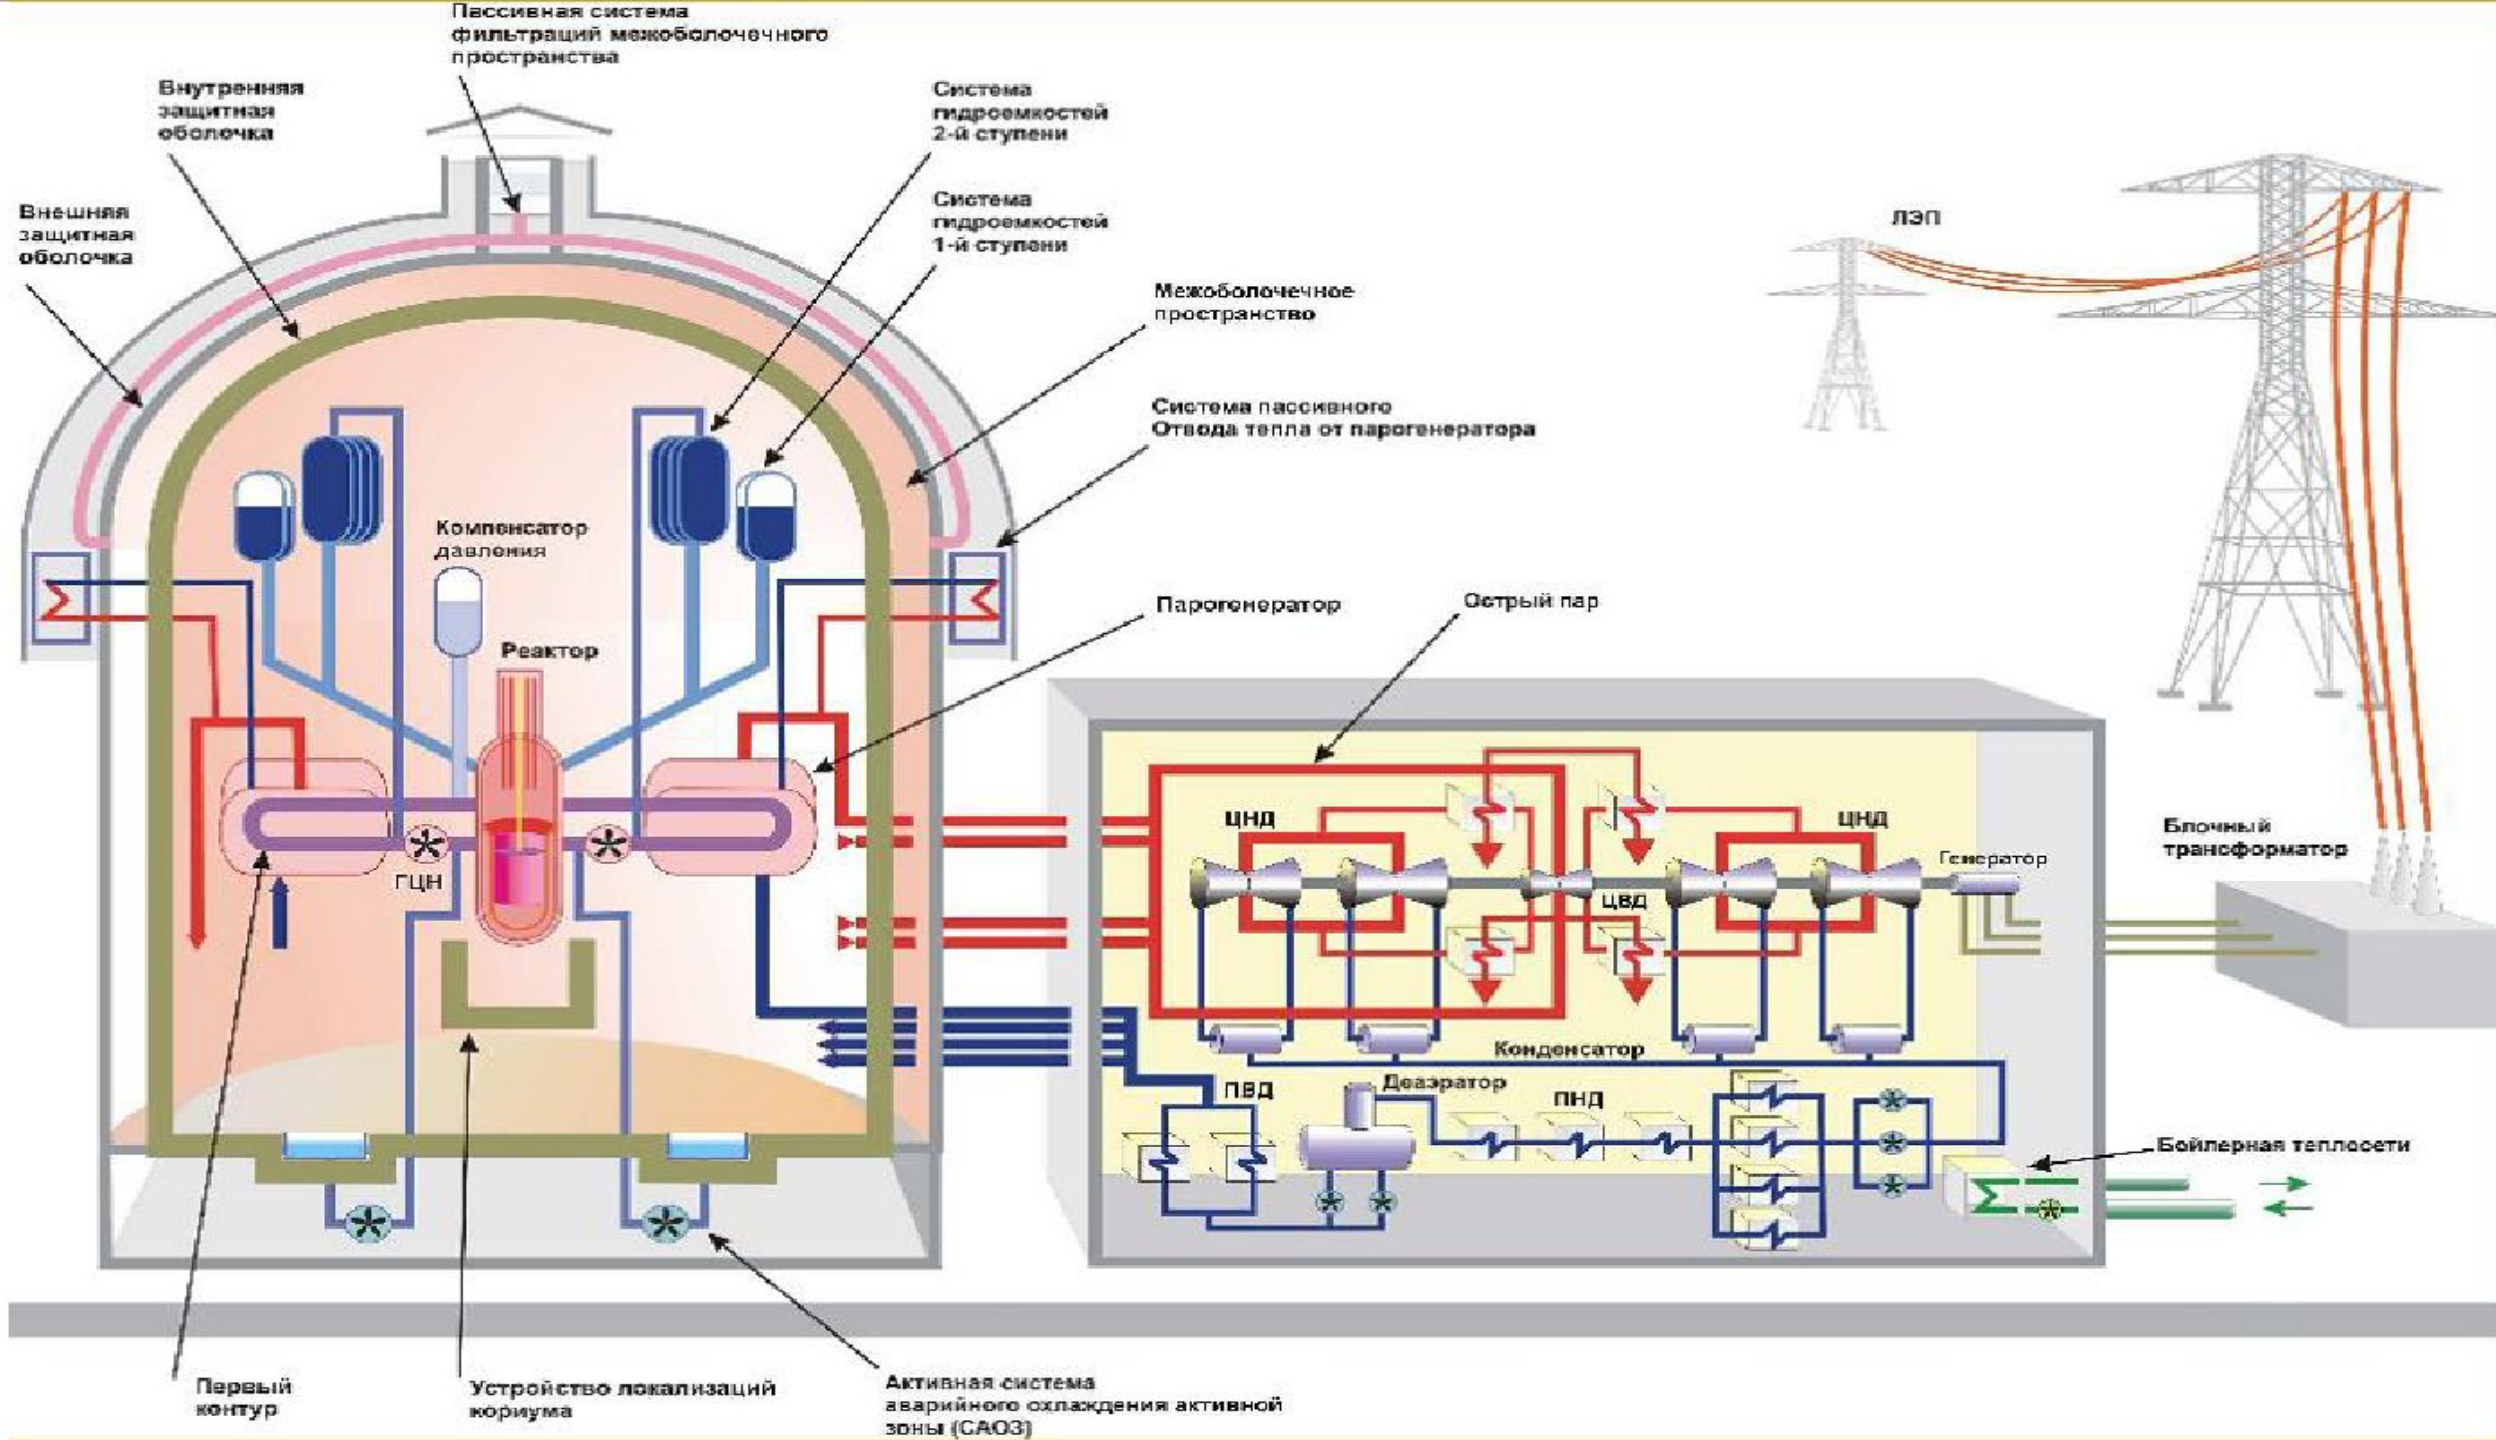 Пассивная система
фильтраций межоболочечного
пространства
Внутренняя
защитная
оболочка
Система
гидроемкостей
2-й ступени
Внешняя
защитная
оболочка
Система
гидроемкостей
1-й ступени
ЛЭП
Межоболочечное
пространство
Система пассивного
Отвода тепла от парогенератора
Компенсатор
давления
Реактор
Парогенератор
Острый пар
ЦНД
ЦНД
Блочный
трансформатор
Генератор
ГЦН
ЦВД
Конденсатор
Деаэратор
ПВД
ПНД
Бойлерная теплосети
Первый
контур
Устройство локализаций
кориума
Активная система
аварийного охлаждения активной
зоны (САОЗ)